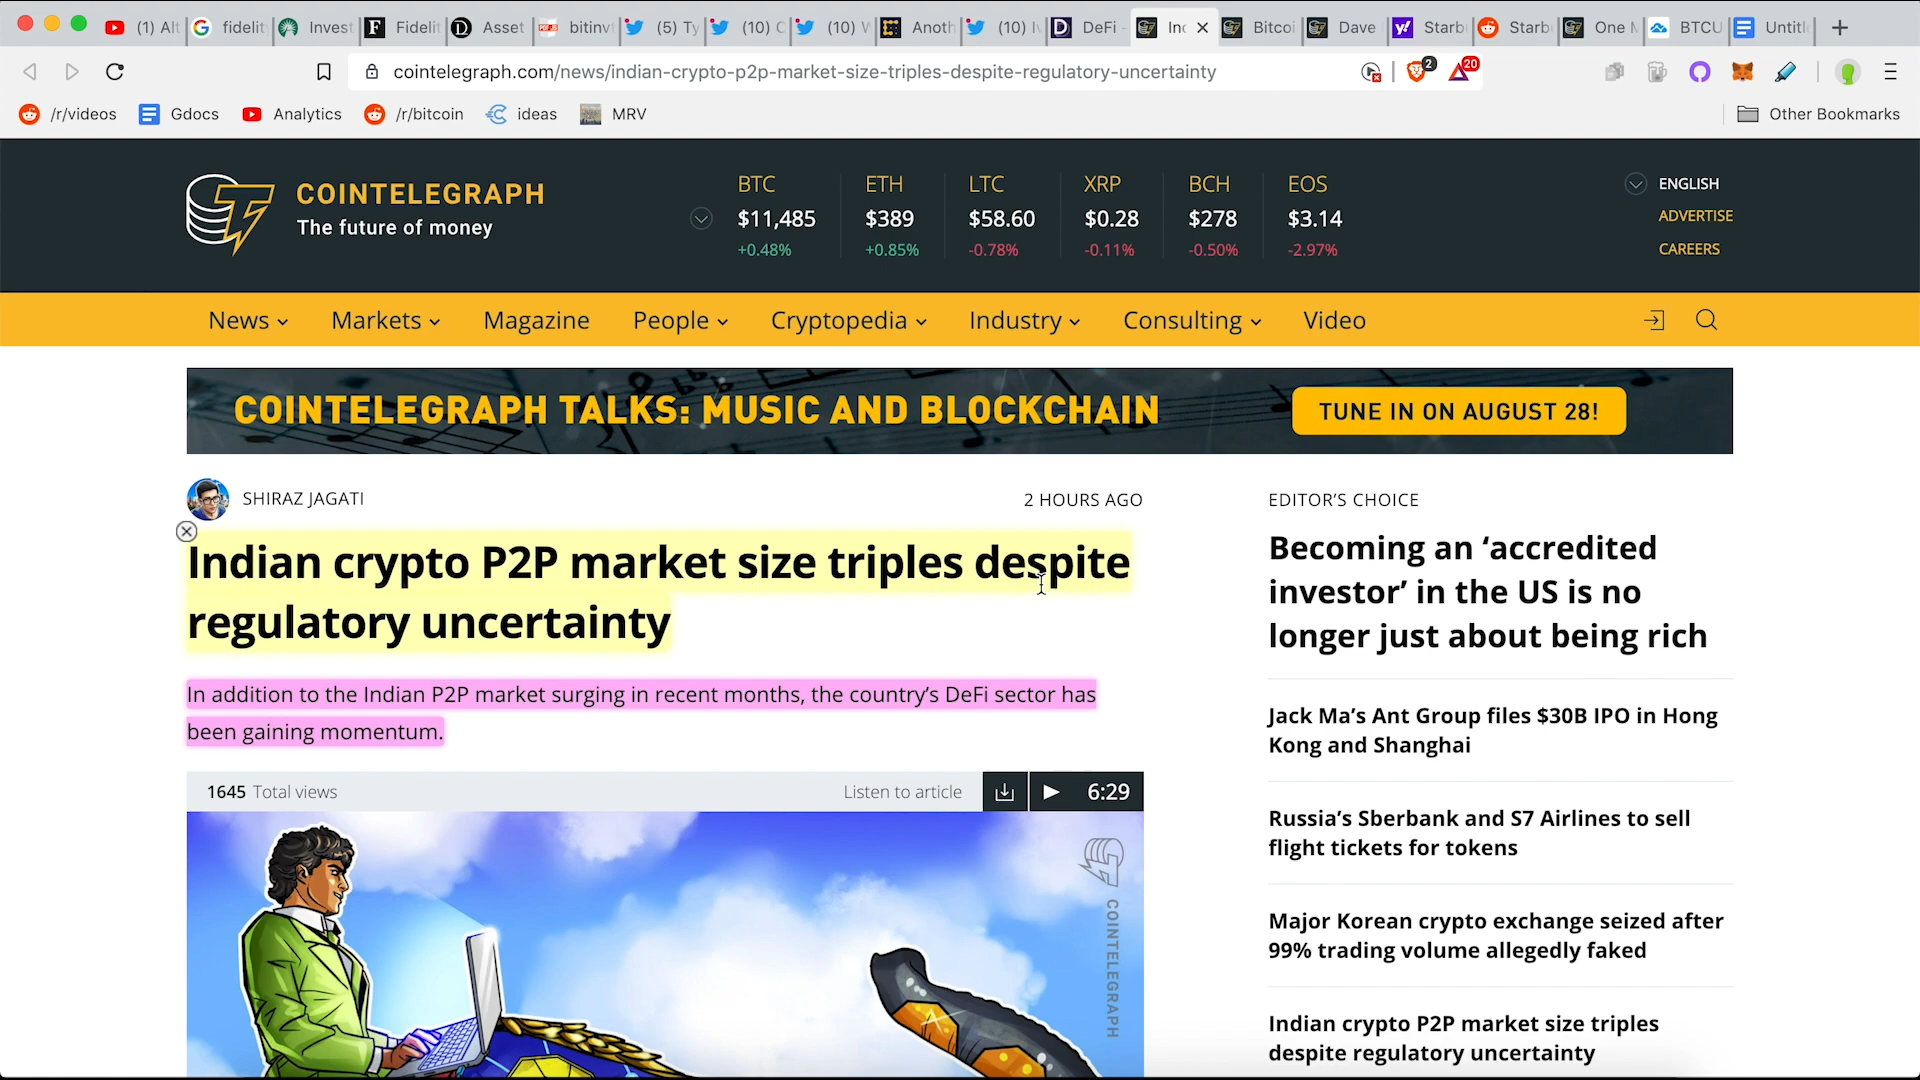 (1) Alt
fidelit
Invest
Fidelit
Asset
bitinvt
(5) Ty
(10) C
(10) V
Anoth
(10) I
DeFi -
Inc
Bitcoi
Dave
Starb
Starb
One M
BTCU
Untitl
cointelegraph.com/news/indian-crypto-p2p-market-size-triples-despite-regulatory-uncertainty
2
20
/r/videos
Gdocs
Analytics
/r/bitcoin
ideas
MRV
Other Bookmarks
COINTELEGRAPH
The future of money
BTC
$11,485
+0.48%
ETH
$389
+0.85%
LTC
$58.60
-0.78%
XRP
$0.28
-0.11%
BCH
$278
-0.50%
EOS
$3.14
-2.97%
ENGLISH
ADVERTISE
CAREERS
News
Markets
Magazine
People
Cryptopedia
Industry
Consulting
Video
COINTELEGRAPH TALKS: MUSIC AND BLOCKCHAIN
TUNE IN ON AUGUST 28!
SHIRAZ JAGATI
2 HOURS AGO
Indian crypto P2P market size triples despite
regulatory uncertainty
In addition to the Indian P2P market surging in recent months, the country’s DeFi sector has
been gaining momentum.
1645 Total views
Listen to article
6:29
COINTELEGRAPH
EDITOR’S CHOICE
Becoming an ‘accredited
investor’ in the US is no
longer just about being rich
Jack Ma’s Ant Group files $30B IPO in Hong
Kong and Shanghai
Russia’s Sberbank and S7 Airlines to sell
flight tickets for tokens
Major Korean crypto exchange seized after
99% trading volume allegedly faked
Indian crypto P2P market size triples
despite regulatory uncertainty